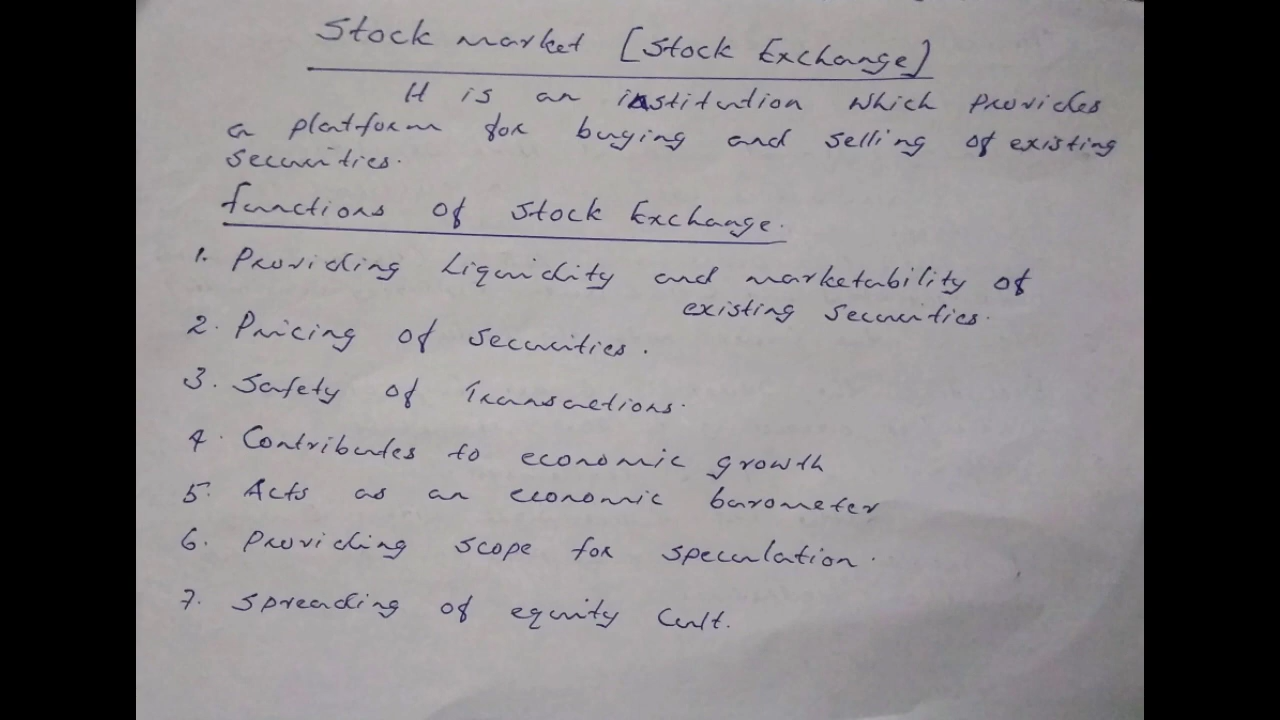 Stock market [Stock Exchange]
It is an institution which provides
a platform for buying and selling of existing
securities.
functions of Stock Exchange.
1. Providing Liquidity and marketability of
existing securities.
2. Pricing of securities.
3. Safety of Transactions.
4. Contributes to economic growth
5. Acts as an economic barometer
6. Providing scope for speculation.
7. Spreading of equity cult.